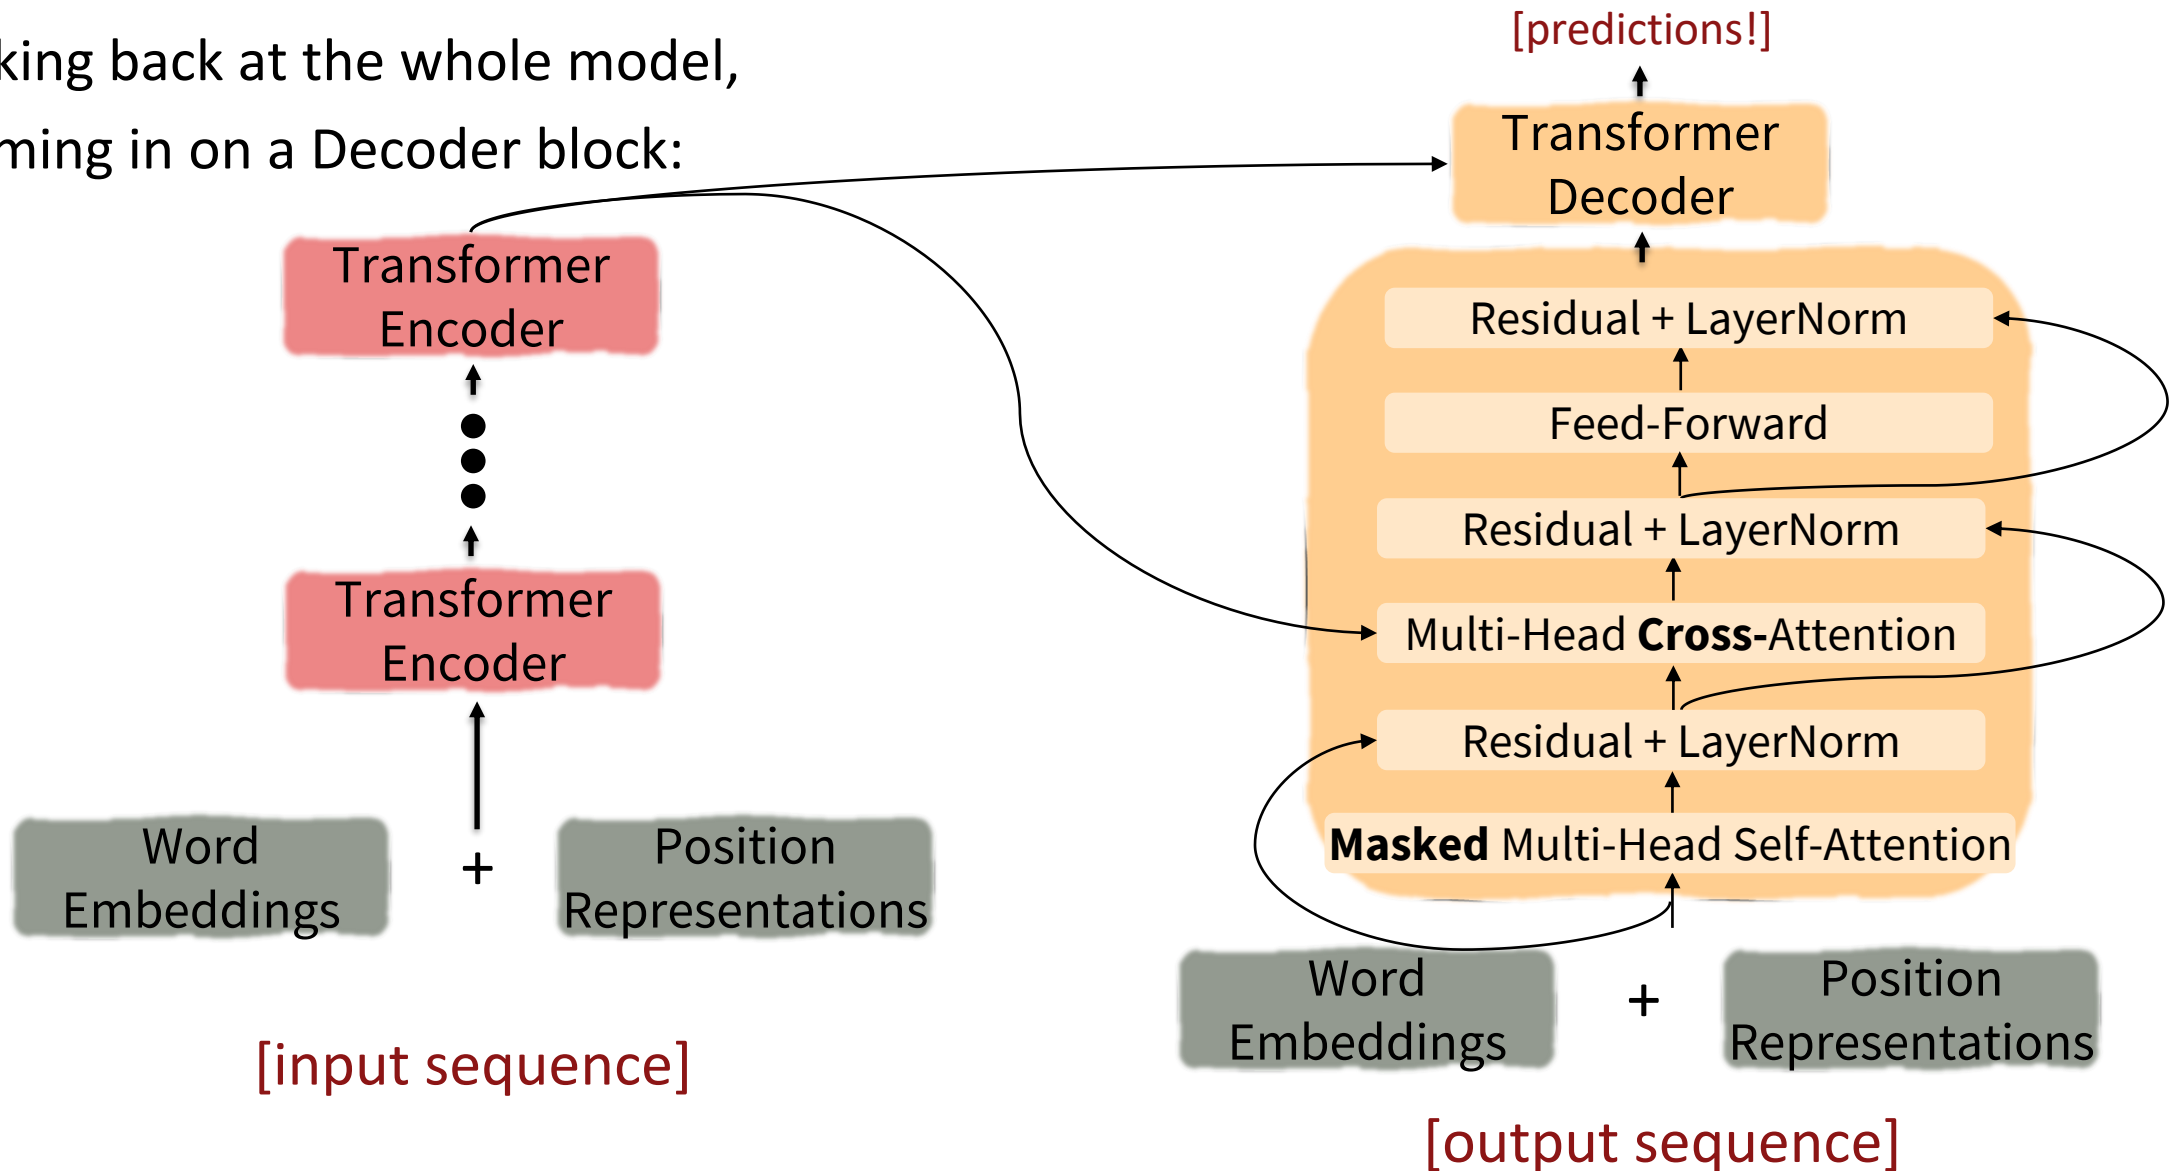 king back at the whole model,
ming in on a Decoder block:
Transformer
Encoder
Transformer
Encoder
Word
Embeddings
+
Position
Representations
[input sequence]
[predictions!]
Transformer
Decoder
Residual + LayerNorm
Feed-Forward
Residual + LayerNorm
Multi-Head Cross-Attention
Residual + LayerNorm
Masked Multi-Head Self-Attention
Word
Embeddings
+
Position
Representations
[output sequence]